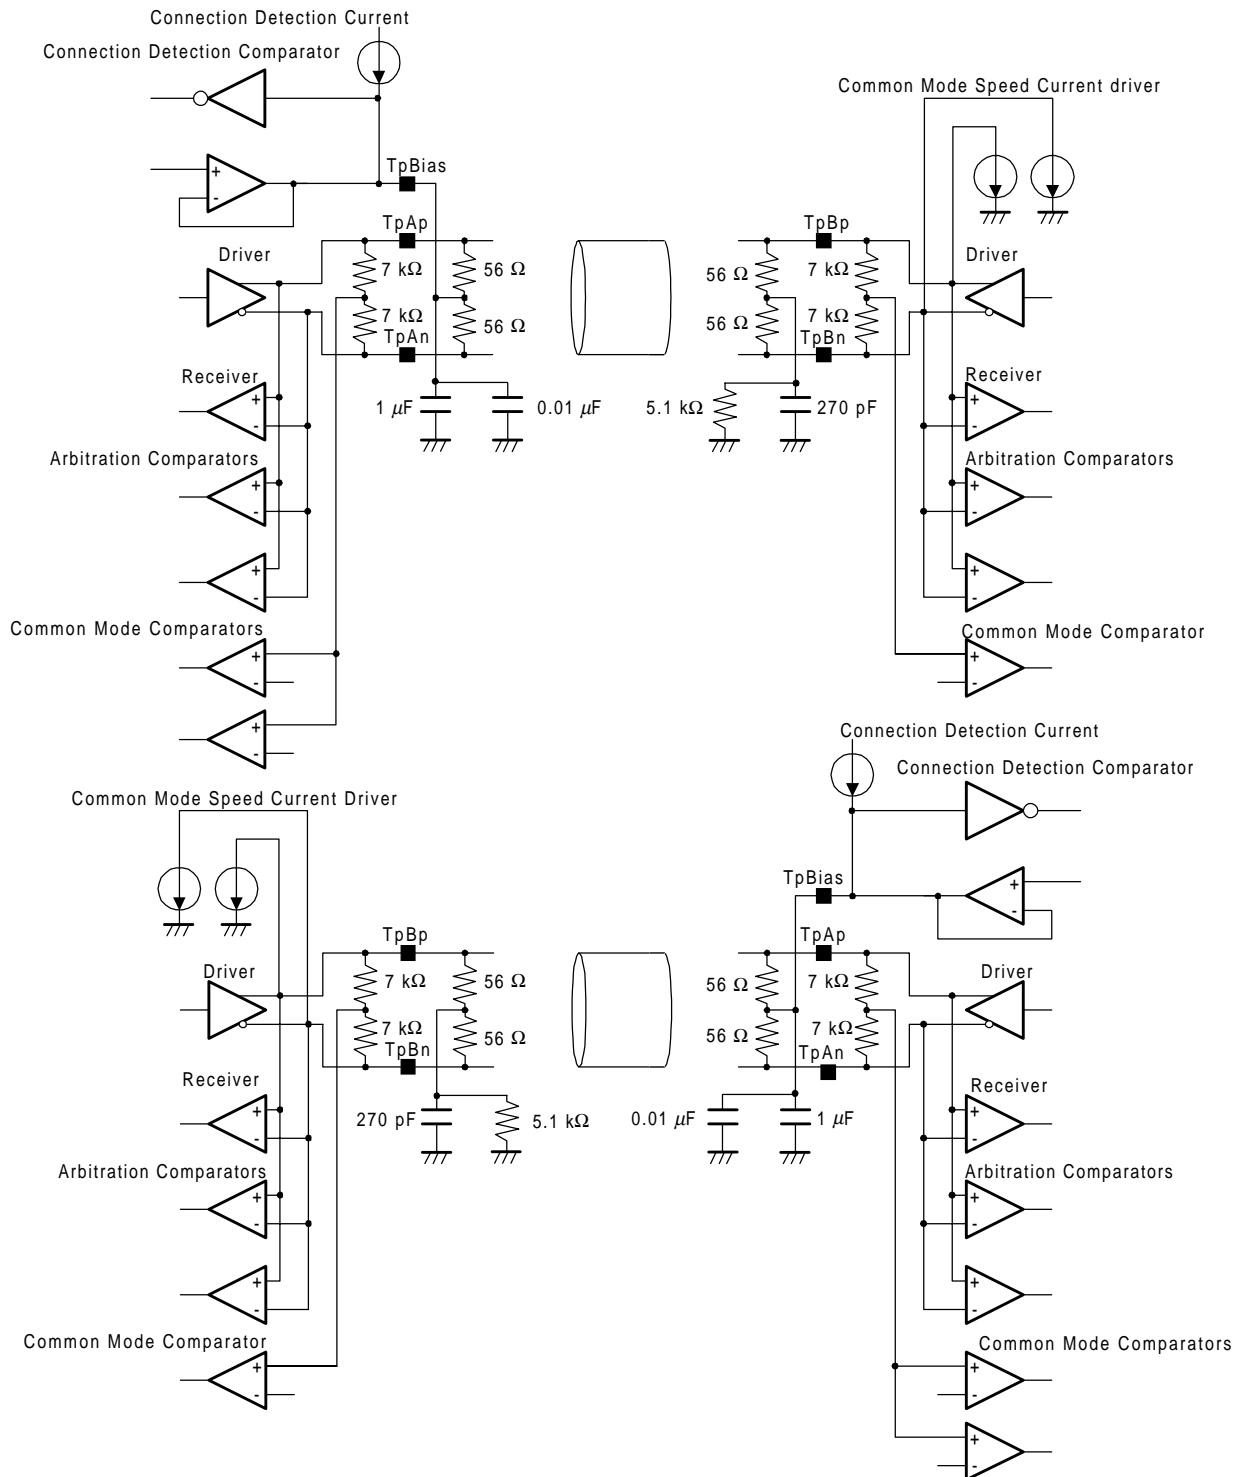 Connection Detection Current
Connection Detection Comparator
Common Mode Speed Current driver
+
-
TpBias
TpAp
TpBp
Driver
Driver
7 kΩ
56 Ω
56 Ω
7 kΩ
7 kΩ
56 Ω
56 Ω
7 kΩ
TpAn
TpBn
Receiver
Receiver
1 µF
0.01 µF
5.1 kΩ
270 pF
+
-
+
-
Arbitration Comparators
Arbitration Comparators
+
-
+
-
+
-
+
-
Common Mode Comparators
Common Mode Comparator
+
-
+
-
+
-
Connection Detection Current
Connection Detection Comparator
Common Mode Speed Current Driver
TpBias
+
-
TpBp
TpAp
Driver
Driver
7 kΩ
56 Ω
56 Ω
7 kΩ
7 kΩ
56 Ω
56 Ω
7 kΩ
TpBn
TpAn
Receiver
Receiver
270 pF
5.1 kΩ
0.01 µF
1 µF
+
-
+
-
Arbitration Comparators
Arbitration Comparators
+
-
+
-
+
-
+
-
Common Mode Comparator
Common Mode Comparators
+
-
+
-
+
-